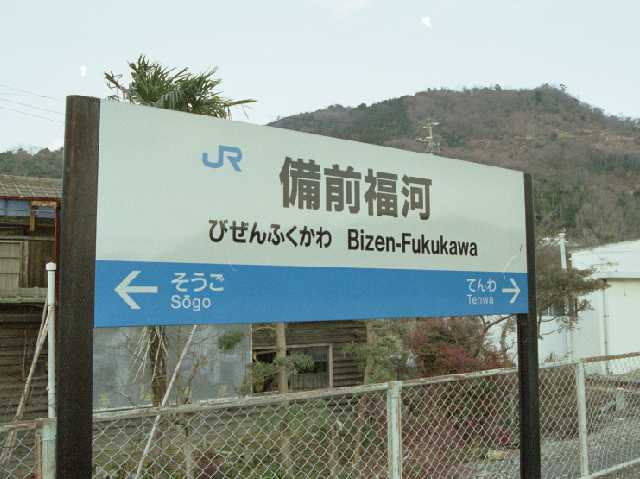 JR
備前福河
びぜんふくかわ Bizen-Fukukawa
← そうご
Sōgo
てんわ →
Tenwa